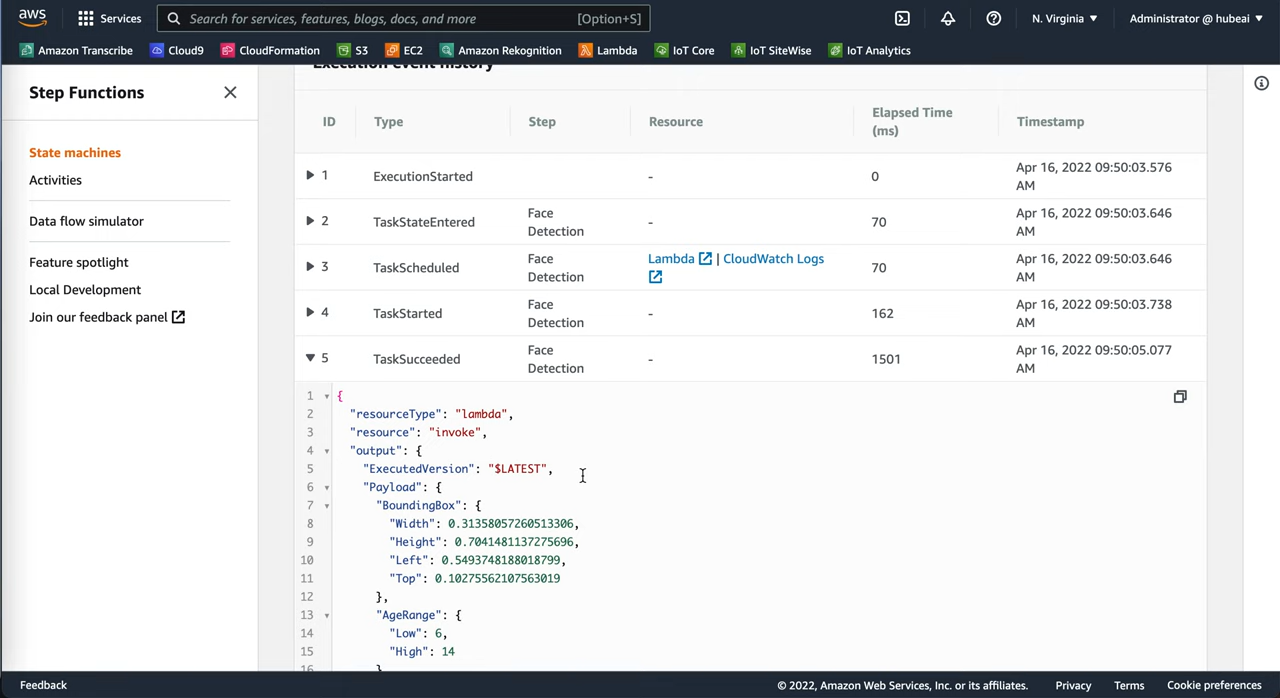 aws
Services
Search for services, features, blogs, docs, and more
[Option+S]
N. Virginia ▼
Administrator @ hubeai ▼
Amazon Transcribe
Cloud9
CloudFormation
S3
EC2
Amazon Rekognition
Lambda
IoT Core
IoT SiteWise
IoT Analytics
Step Functions
State machines
Activities
Data flow simulator
Feature spotlight
Local Development
Join our feedback panel
Execution event history
ID Type Step Resource Elapsed Time (ms) Timestamp
1 ExecutionStarted - 0 Apr 16, 2022 09:50:03.576 AM
2 TaskStateEntered Face Detection - 70 Apr 16, 2022 09:50:03.646 AM
3 TaskScheduled Face Detection Lambda | CloudWatch Logs 70 Apr 16, 2022 09:50:03.646 AM
4 TaskStarted Face Detection - 162 Apr 16, 2022 09:50:03.738 AM
5 TaskSucceeded Face Detection - 1501 Apr 16, 2022 09:50:05.077 AM
1 {
2 "resourceType": "lambda",
3 "resource": "invoke",
4 "output": {
5 "ExecutedVersion": "$LATEST",
6 "Payload": {
7 "BoundingBox": {
8 "Width": 0.31358057260513306,
9 "Height": 0.7041481137275696,
10 "Left": 0.5493748188018799,
11 "Top": 0.10275562107563019
12 },
13 "AgeRange": {
14 "Low": 6,
15 "High": 14
16 }
Feedback
© 2022, Amazon Web Services, Inc. or its affiliates.
Privacy
Terms
Cookie preferences